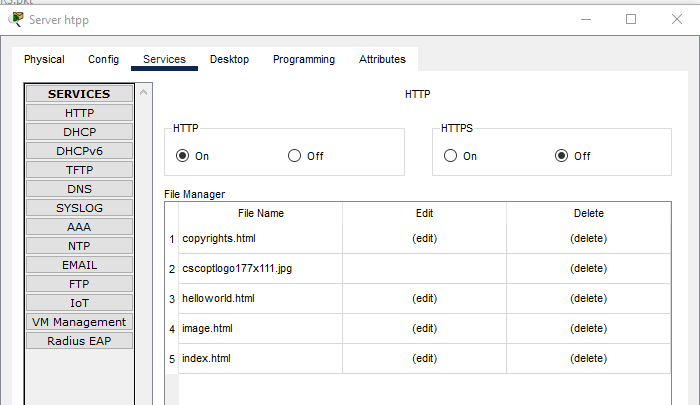 RS.pkt
Server htpp
Physical Config Services Desktop Programming Attributes
SERVICES
HTTP
DHCP
DHCPv6
TFTP
DNS
SYSLOG
AAA
NTP
EMAIL
FTP
IoT
VM Management
Radius EAP
HTTP
HTTP
On Off
HTTPS
On Off
File Manager
File Name Edit Delete
1 copyrights.html (edit) (delete)
2 cscoptlogo177x111.jpg (delete)
3 helloworld.html (edit) (delete)
4 image.html (edit) (delete)
5 index.html (edit) (delete)